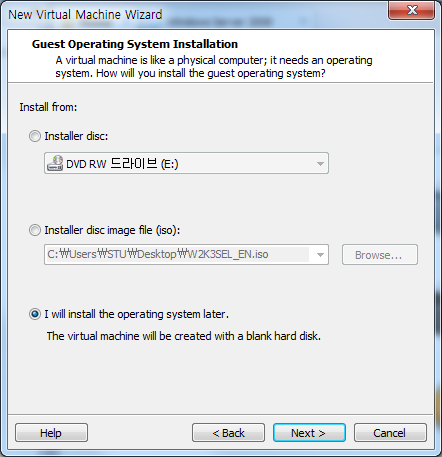 New Virtual Machine Wizard
Guest Operating System Installation
A virtual machine is like a physical computer; it needs an operating
system. How will you install the guest operating system?
Install from:
Installer disc:
DVD RW 드라이브 (E:)
Installer disc image file (iso):
C:₩Users₩STU₩Desktop₩W2K3SEL_EN.iso
Browse...
I will install the operating system later.
The virtual machine will be created with a blank hard disk.
Help
< Back
Next >
Cancel